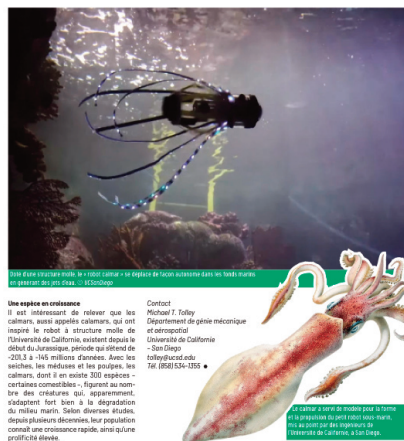 Doté d'une structure molle, le « robot calmar » se déplace de façon autonome dans les fonds marins
en générant des jets d'eau. © UCSanDiego
Une espèce en croissance
Il est intéressant de relever que les
calmars, aussi appelés calamars, qui ont
inspiré le robot à structure molle de
l'Université de Californie, existent depuis le
début du Jurassique, période qui s'étend de
-201,3 à -145 millions d'années. Avec les
seiches, les méduses et les poulpes, les
calmars, dont il en existe 300 espèces –
certaines comestibles –, figurent au nom-
bre des créatures qui, apparemment,
s'adaptent fort bien à la dégradation
du milieu marin. Selon diverses études,
depuis plusieurs décennies, leur population
connaît une croissance rapide, ainsi qu'une
prolificité élevée.
Contact
Michael T. Tolley
Département de génie mécanique
et aérospatial
Université de Californie
– San Diego
tolley@ucsd.edu
Tél. (858) 534-1355 ●
Le calmar a servi de modèle pour la forme
et la propulsion du petit robot sous-marin,
mis au point par des ingénieurs de
l'Université de Californie, à San Diego.